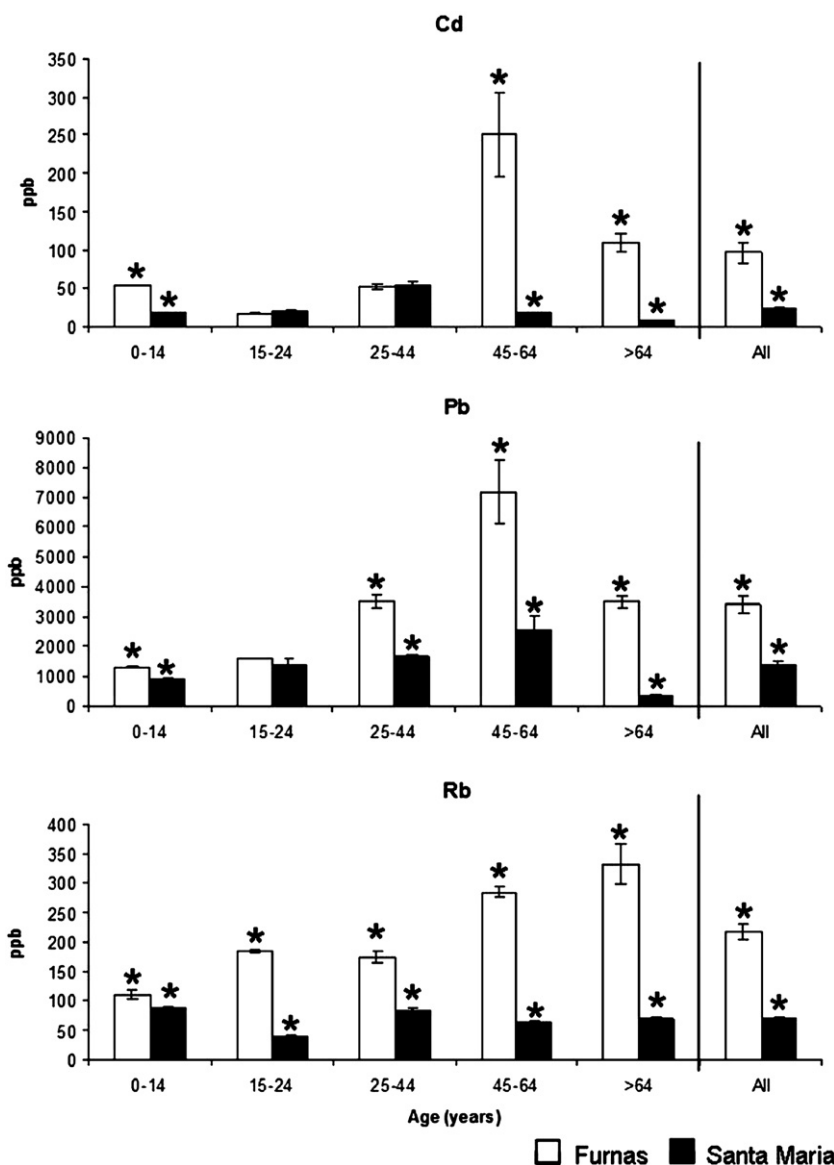 Cd
350
300
250
200
150
100
50
0
ppb
* * * * * * * *
0-14 15-24 25-44 45-64 >64 All
Pb
9000
8000
7000
6000
5000
4000
3000
2000
1000
0
ppb
* * * * * * * * * *
0-14 15-24 25-44 45-64 >64 All
Rb
400
350
300
250
200
150
100
50
0
ppb
* * * * * * * * * * * *
0-14 15-24 25-44 45-64 >64 All
Age (years)
Furnas Santa Maria